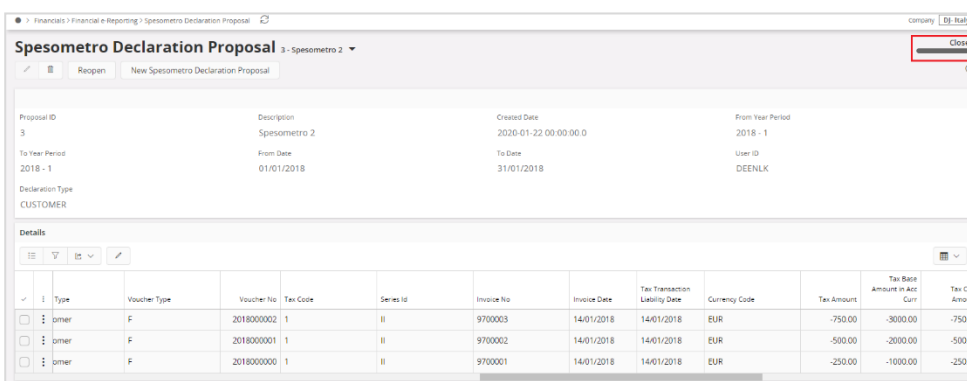 > Financials > Financial e-Reporting > Spesometro Declaration Proposal
Company DJ- Italy
Spesometro Declaration Proposal 3 - Spesometro 2
Close
Reopen New Spesometro Declaration Proposal
Proposal ID Description Created Date From Year Period
3 Spesometro 2 2020-01-22 00:00:00.0 2018 - 1
To Year Period From Date To Date User ID
2018 - 1 01/01/2018 31/01/2018 DEENLK
Declaration Type
CUSTOMER
Details
Type Voucher Type Voucher No Tax Code Series Id Invoice No Invoice Date Tax Transaction Liability Date Currency Code Tax Amount Tax Base Amount in Acc Curr Tax C Amo
omer F 2018000002 1 II 9700003 14/01/2018 14/01/2018 EUR -750.00 -3000.00 -750
omer F 2018000001 1 II 9700002 14/01/2018 14/01/2018 EUR -500.00 -2000.00 -500
omer F 2018000000 1 II 9700001 14/01/2018 14/01/2018 EUR -250.00 -1000.00 -250